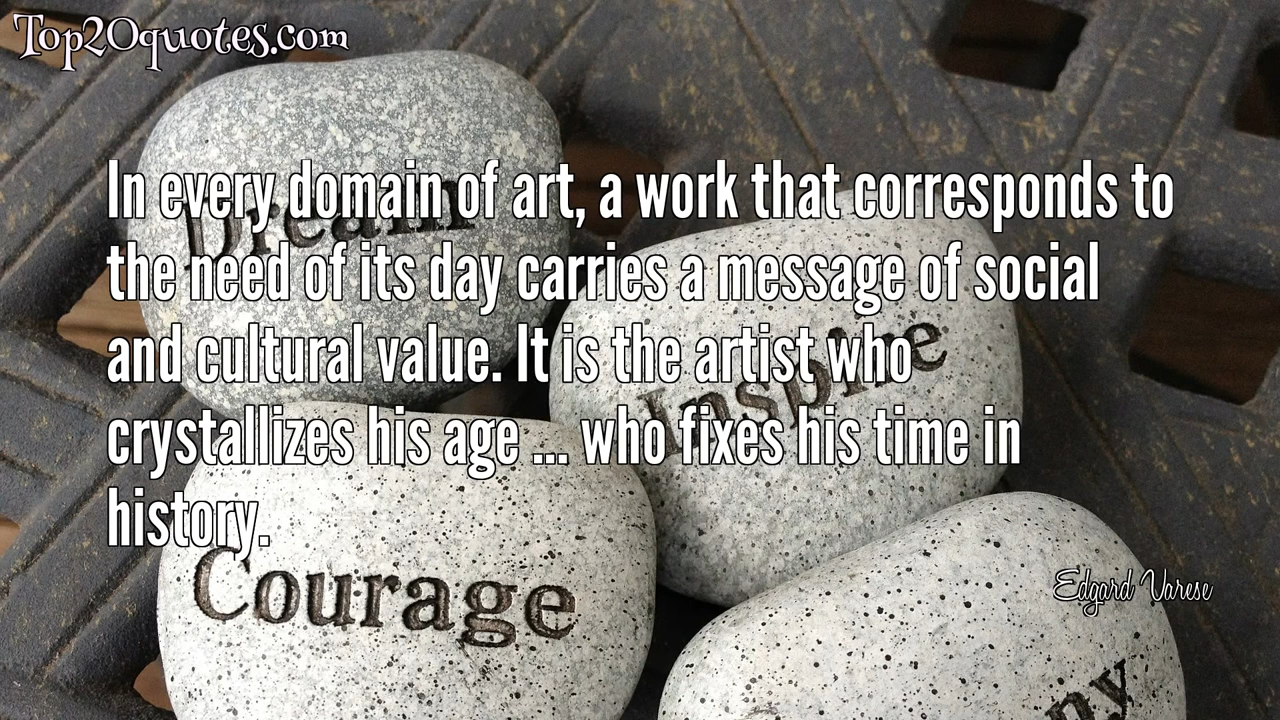 Top20quotes.com
Dream
In every domain of art, a work that corresponds to
the need of its day carries a message of social
and cultural value. It is the artist who
crystallizes his age ... who fixes his time in
history.
Inspire
Courage
Edgard Varese
ny